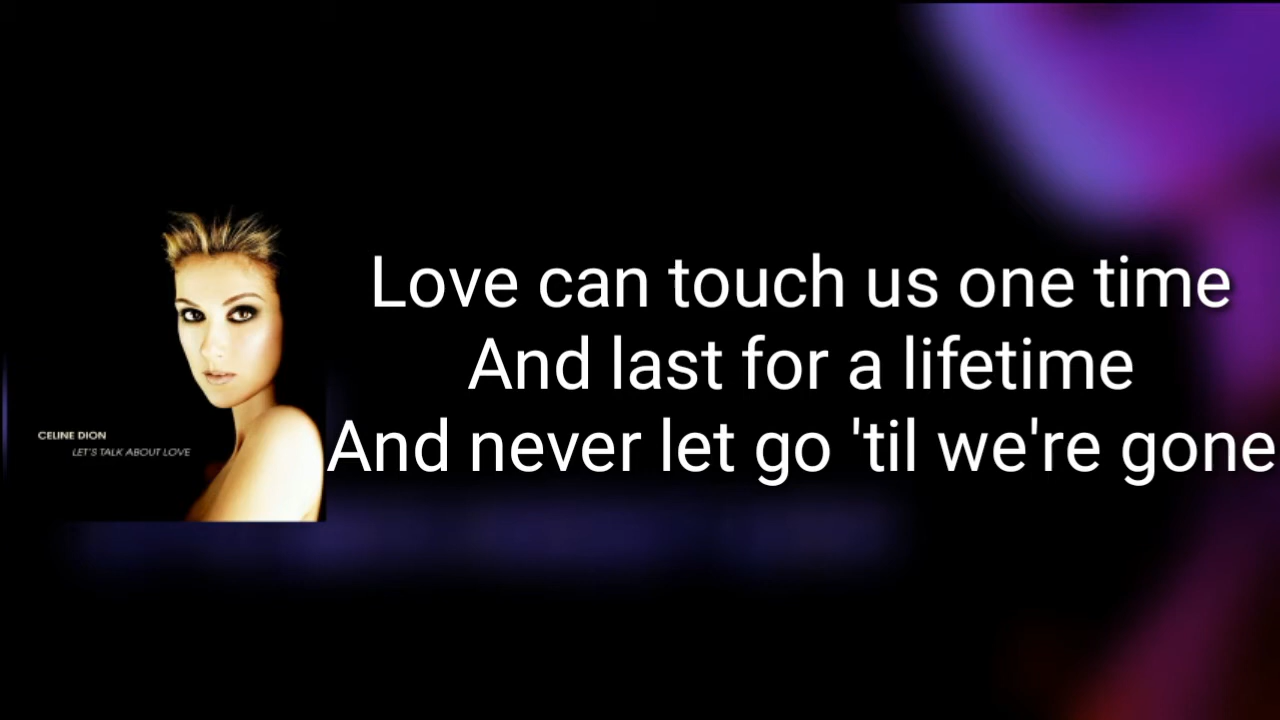 CELINE DION
LET'S TALK ABOUT LOVE
Love can touch us one time
And last for a lifetime
And never let go 'til we're gone